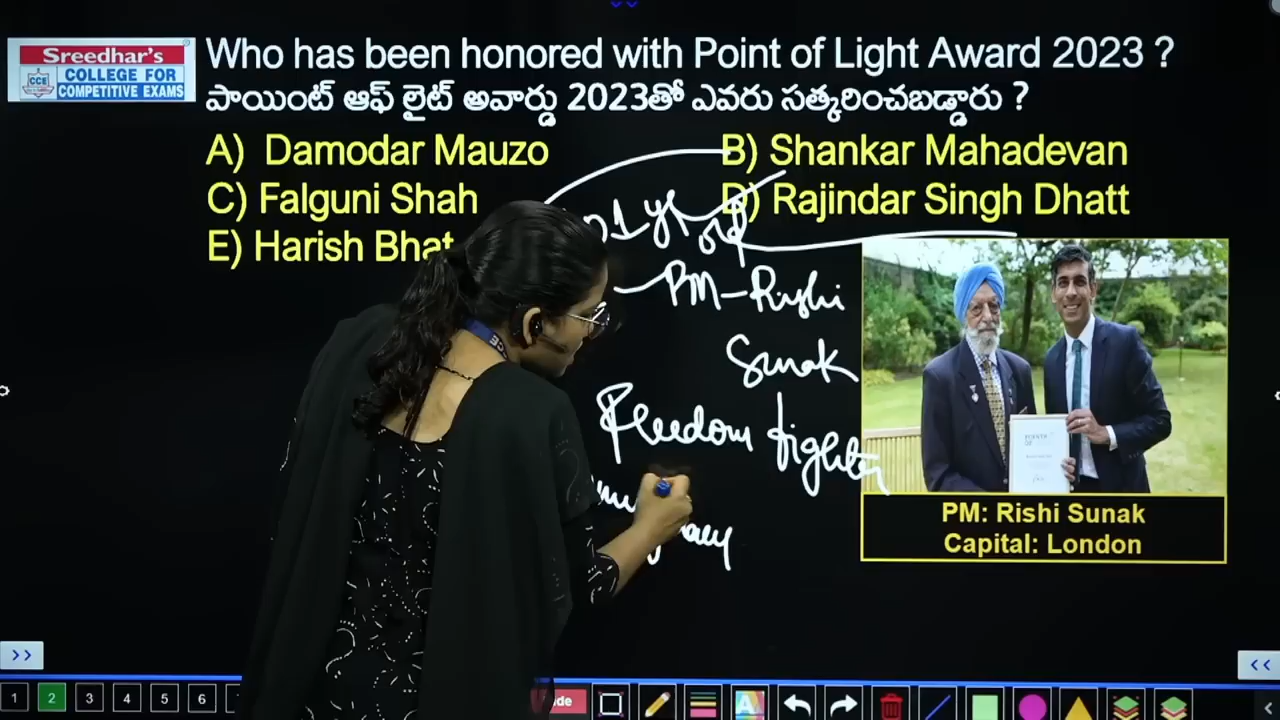 Sreedhar's
COLLEGE FOR
CCE
COMPETITIVE EXAMS
Who has been honored with Point of Light Award 2023 ?
పాయింట్ ఆఫ్ లైట్ అవార్డు 2023తో ఎవరు సత్కరించబడ్డారు ?
A) Damodar Mauzo
B) Shankar Mahadevan
C) Falguni Shah
D) Rajindar Singh Dhatt
E) Harish Bhat
PM - Rishi
Sunak
Freedom fighter
POINTS
OF
PM: Rishi Sunak
Capital: London
>>
<<
1 2 3 4 5 6